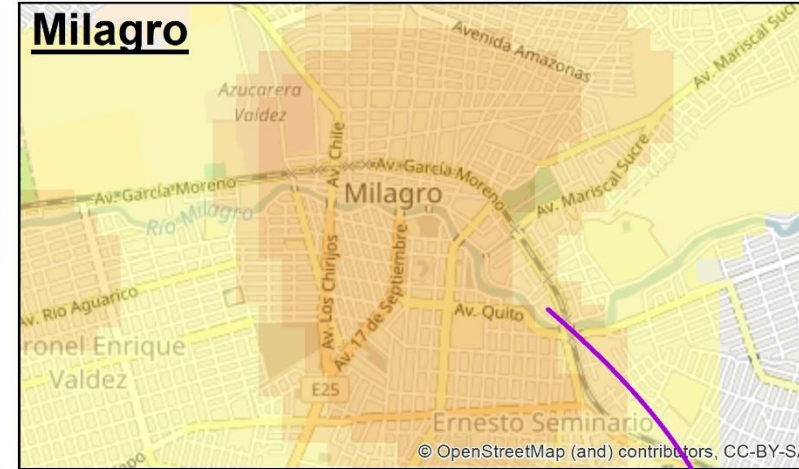 Milagro
Avenida Amazonas
Av. Mariscal Sucr
Azucarera
Valdez
Av. Chile
Av. García Moreno
Av. García Moreno
Av. Mariscal Sucre
Milagro
Río Milagro
Av. Los Chirijos
Av. 17 de Septiembre
Av. Río Aguarico
Av. Quito
ronel Enrique
Valdez
E25
Ernesto Seminario
© OpenStreetMap (and) contributors, CC-BY-SA